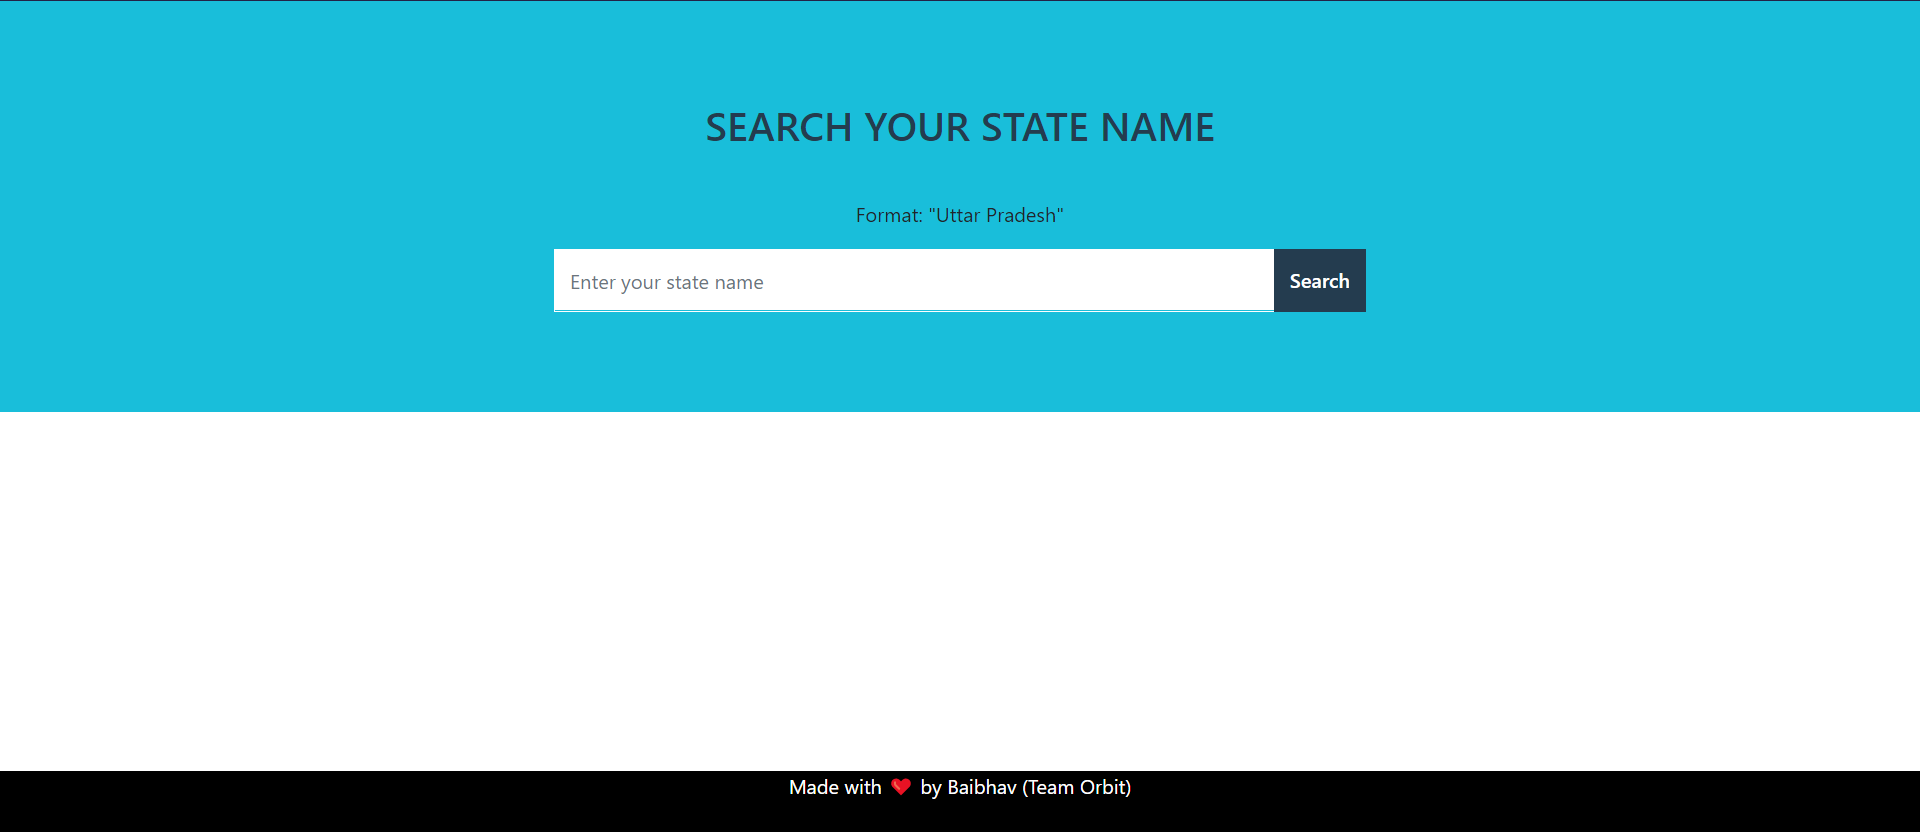 SEARCH YOUR STATE NAME
Format: "Uttar Pradesh"
Enter your state name
Search
Made with ❤ by Baibhav (Team Orbit)